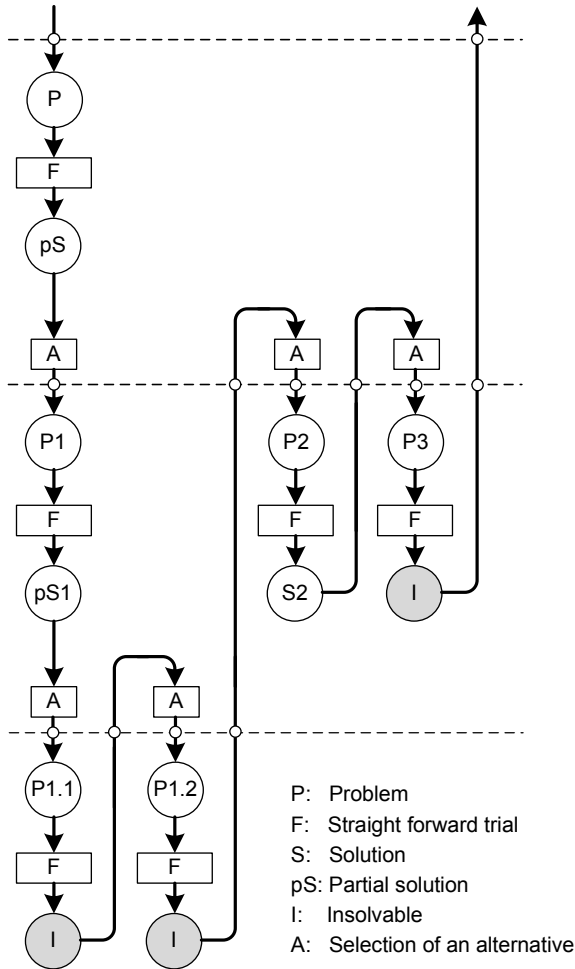 P
F
pS
A
A
A
P1
P2
P3
F
F
F
pS1
S2
I
A
A
P1.1
P1.2
F
F
I
I
P: Problem
F: Straight forward trial
S: Solution
pS: Partial solution
I: Insolvable
A: Selection of an alternative